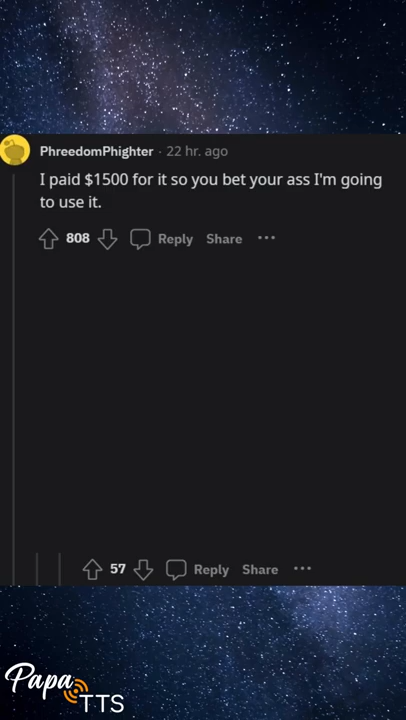 PhreedomPhighter · 22 hr. ago
I paid $1500 for it so you bet your ass I'm going
to use it.
808 Reply Share ···
57 Reply Share ···
Papa
TTS